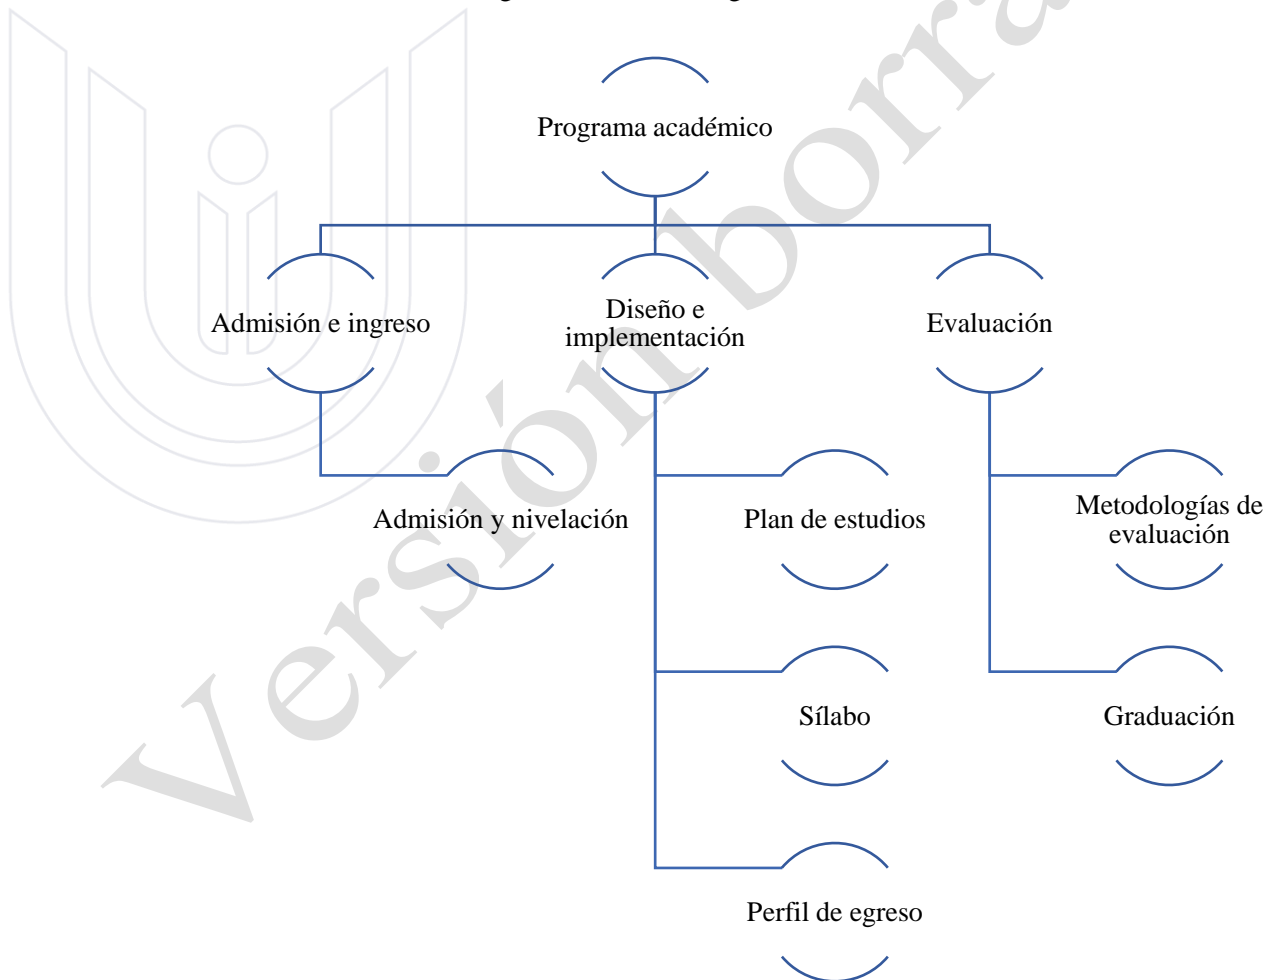 Programa académico
Admisión e ingreso
Diseño e
implementación
Evaluación
Admisión y nivelación
Plan de estudios
Metodologías de
evaluación
Sílabo
Graduación
Perfil de egreso
Versión borra